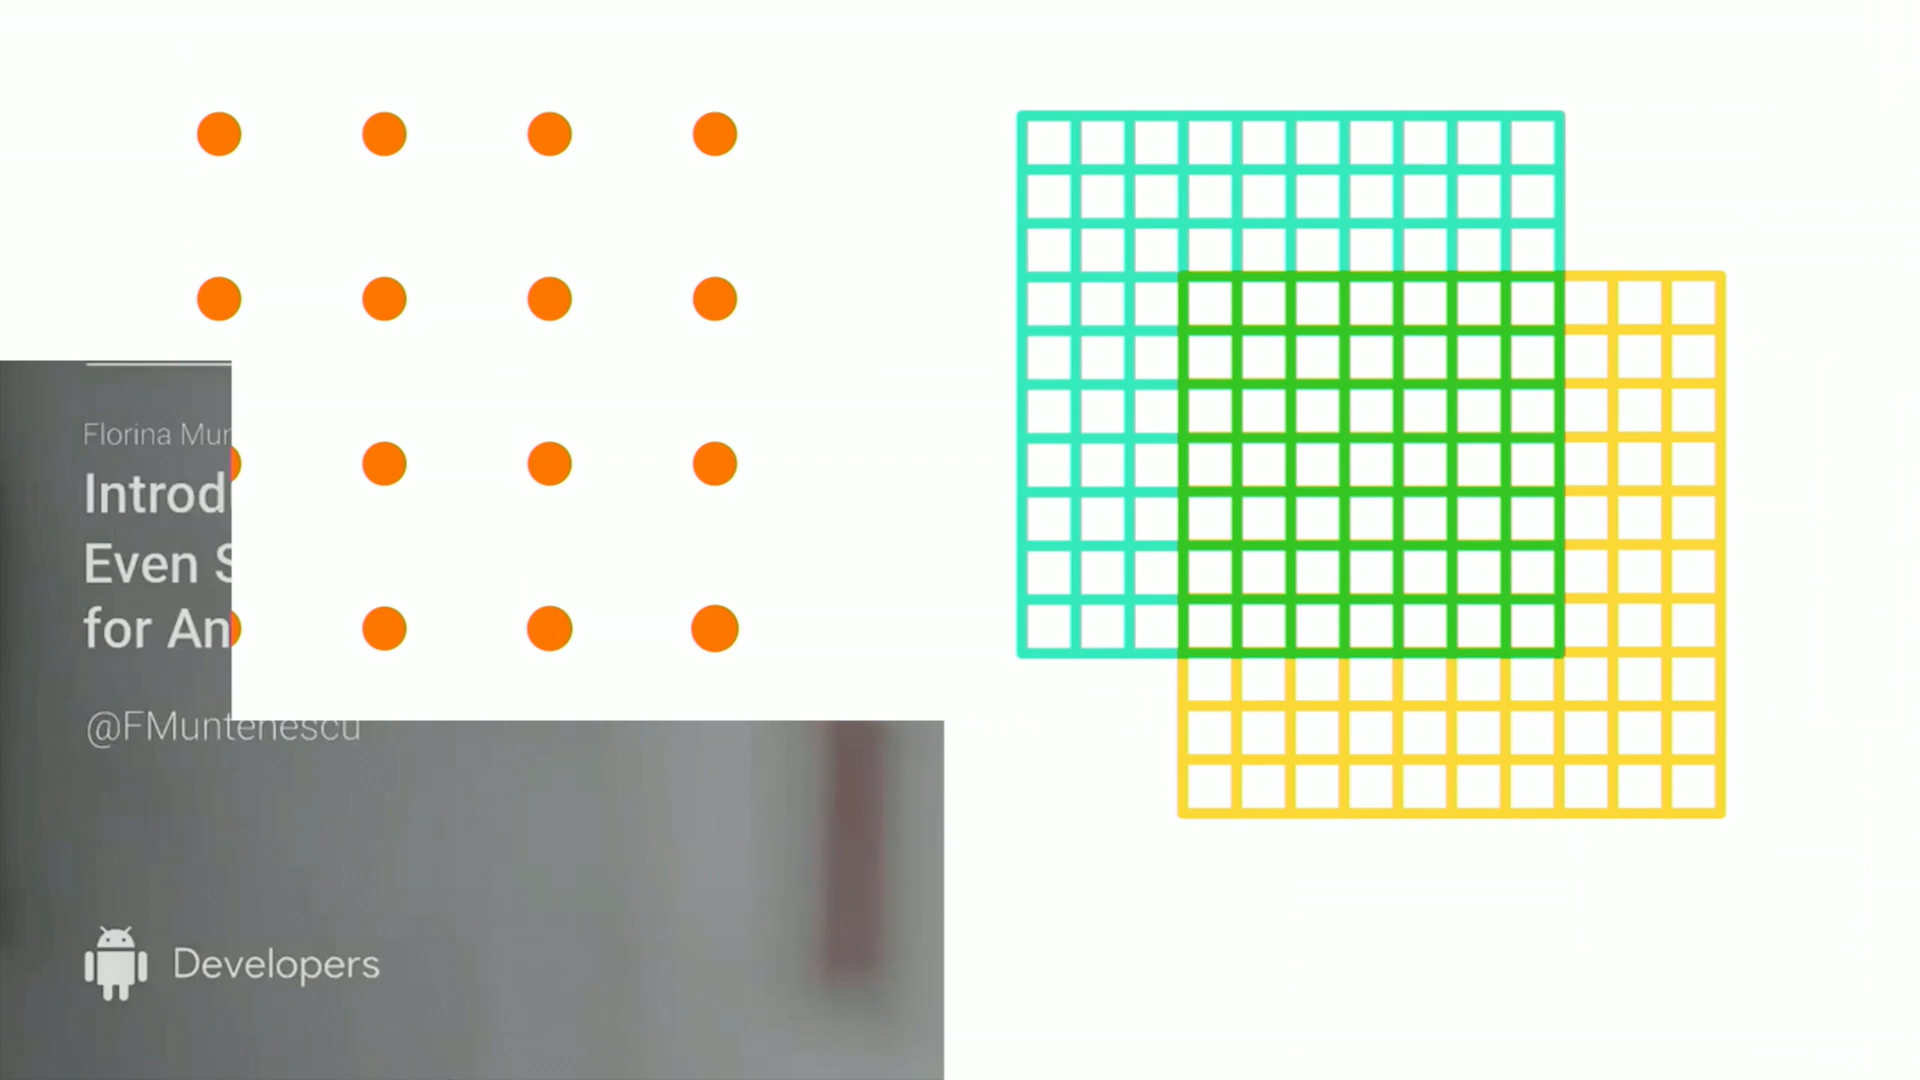 Florina Mur
Introd
Even S
for An
@FMuntenescu
Developers